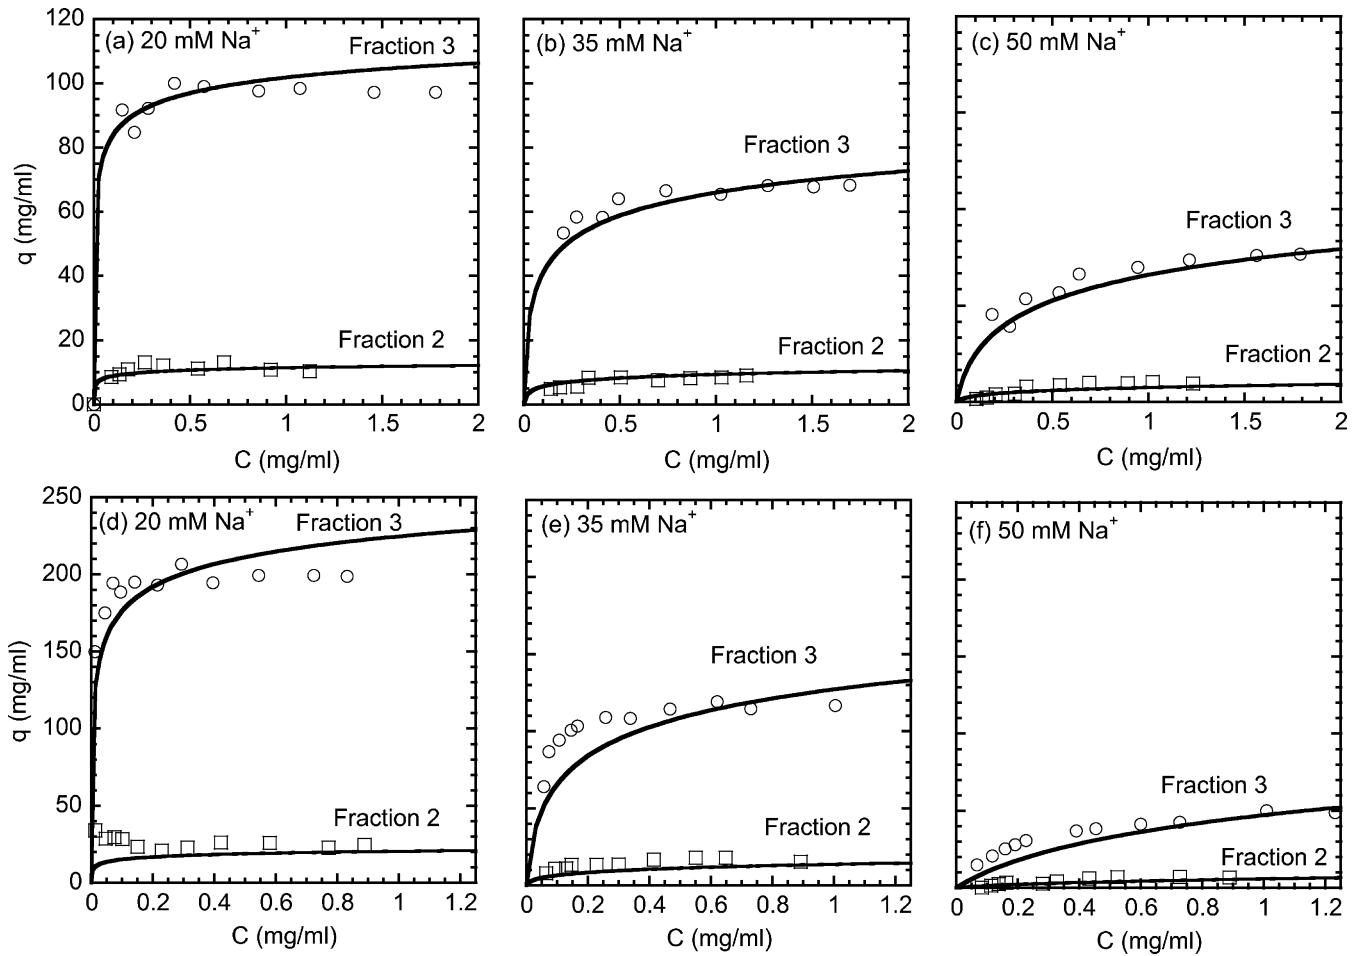 120
100
80
60
40
20
0
q (mg/ml)
(a) 20 mM Na⁺
Fraction 3
Fraction 2
0
0.5
1
1.5
2
C (mg/ml)
(b) 35 mM Na⁺
Fraction 3
Fraction 2
0
0.5
1
1.5
2
C (mg/ml)
(c) 50 mM Na⁺
Fraction 3
Fraction 2
0
0.5
1
1.5
2
C (mg/ml)
250
200
150
100
50
0
q (mg/ml)
(d) 20 mM Na⁺
Fraction 3
Fraction 2
0
0.2
0.4
0.6
0.8
1
1.2
C (mg/ml)
(e) 35 mM Na⁺
Fraction 3
Fraction 2
0
0.2
0.4
0.6
0.8
1
1.2
C (mg/ml)
(f) 50 mM Na⁺
Fraction 3
Fraction 2
0
0.2
0.4
0.6
0.8
1
1.2
C (mg/ml)